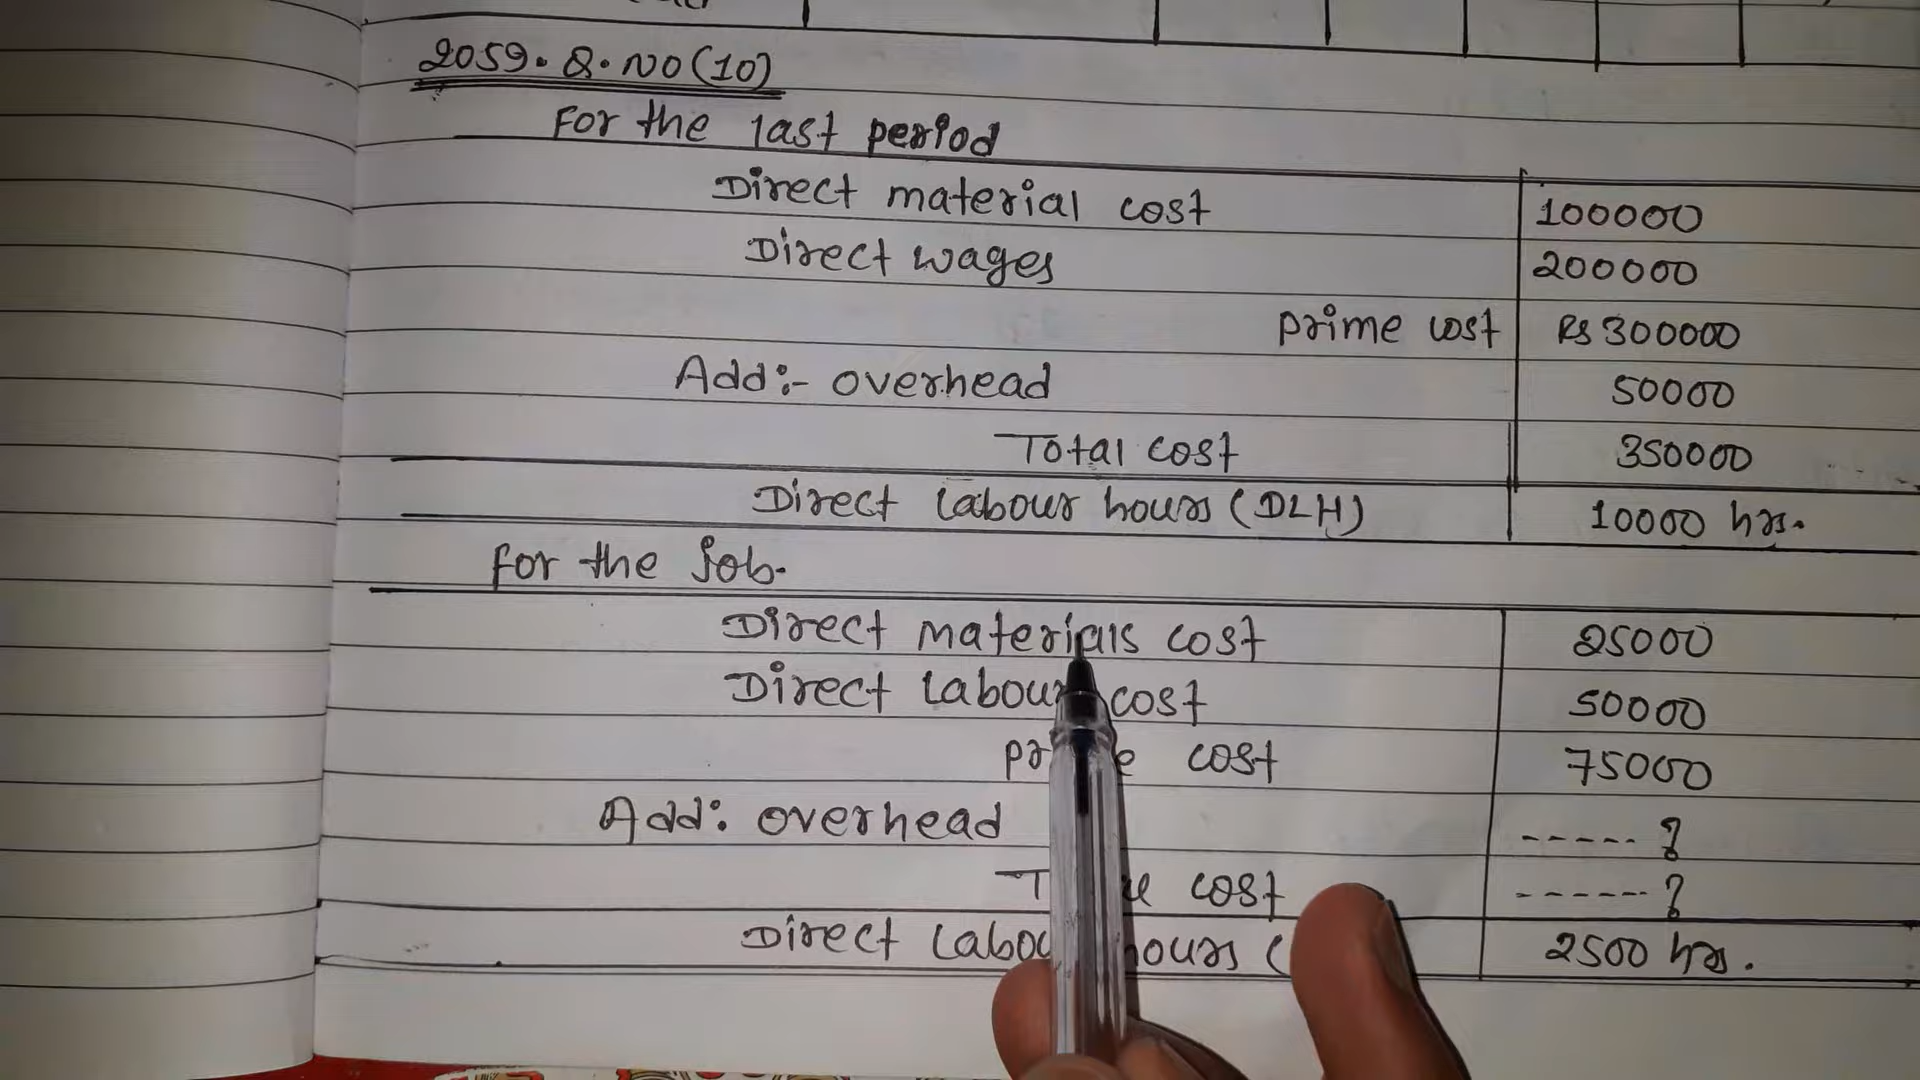 2059. Q. NO (10)
For the last period
Direct material cost 100000
Direct wages 200000
prime cost Rs 300000
Add:- overhead 50000
Total cost 350000
Direct labour hours (DLH) 10000 hrs.
for the Job.
Direct materials cost 25000
Direct Labour cost 50000
cost 75000
Add: overhead -----?
cost ------?
Direct hours ( 2500 hrs.